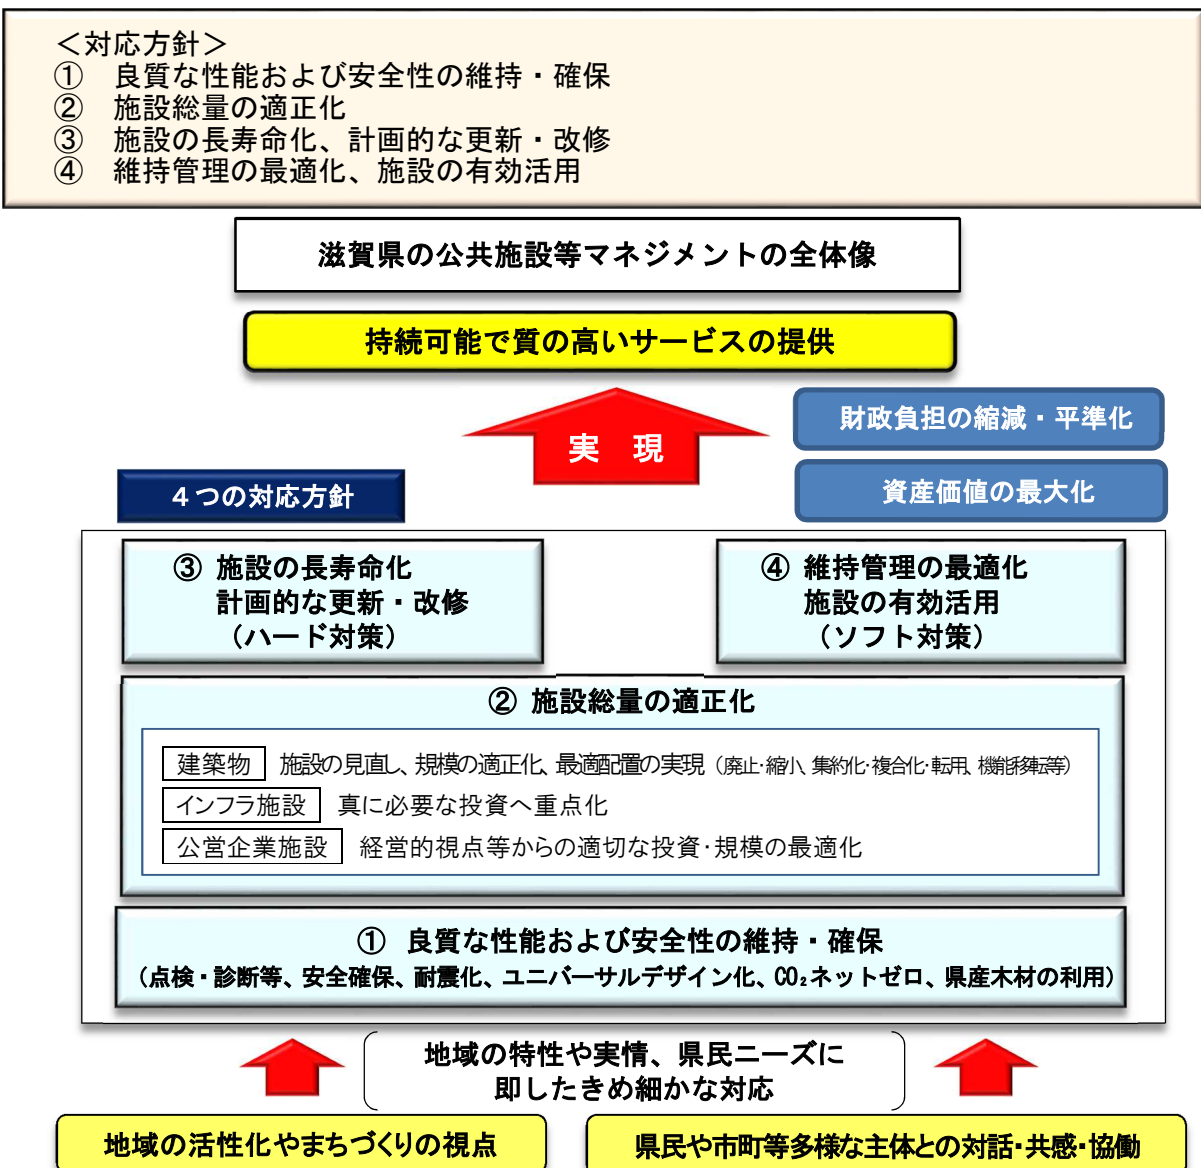 ＜対応方針＞
① 良質な性能および安全性の維持・確保
② 施設総量の適正化
③ 施設の長寿命化、計画的な更新・改修
④ 維持管理の最適化、施設の有効活用
滋賀県の公共施設等マネジメントの全体像
持続可能で質の高いサービスの提供
実 現
財政負担の縮減・平準化
資産価値の最大化
４つの対応方針
③ 施設の長寿命化
計画的な更新・改修
（ハード対策）
④ 維持管理の最適化
施設の有効活用
（ソフト対策）
② 施設総量の適正化
建築物 施設の見直し、規模の適正化、最適配置の実現（廃止・縮小、集約化・複合化・転用、機能移転等）
インフラ施設 真に必要な投資へ重点化
公営企業施設 経営的視点等からの適切な投資・規模の最適化
① 良質な性能および安全性の維持・確保
（点検・診断等、安全確保、耐震化、ユニバーサルデザイン化、CO₂ネットゼロ、県産木材の利用）
地域の特性や実情、県民ニーズに
即したきめ細かな対応
地域の活性化やまちづくりの視点
県民や市町等多様な主体との対話・共感・協働